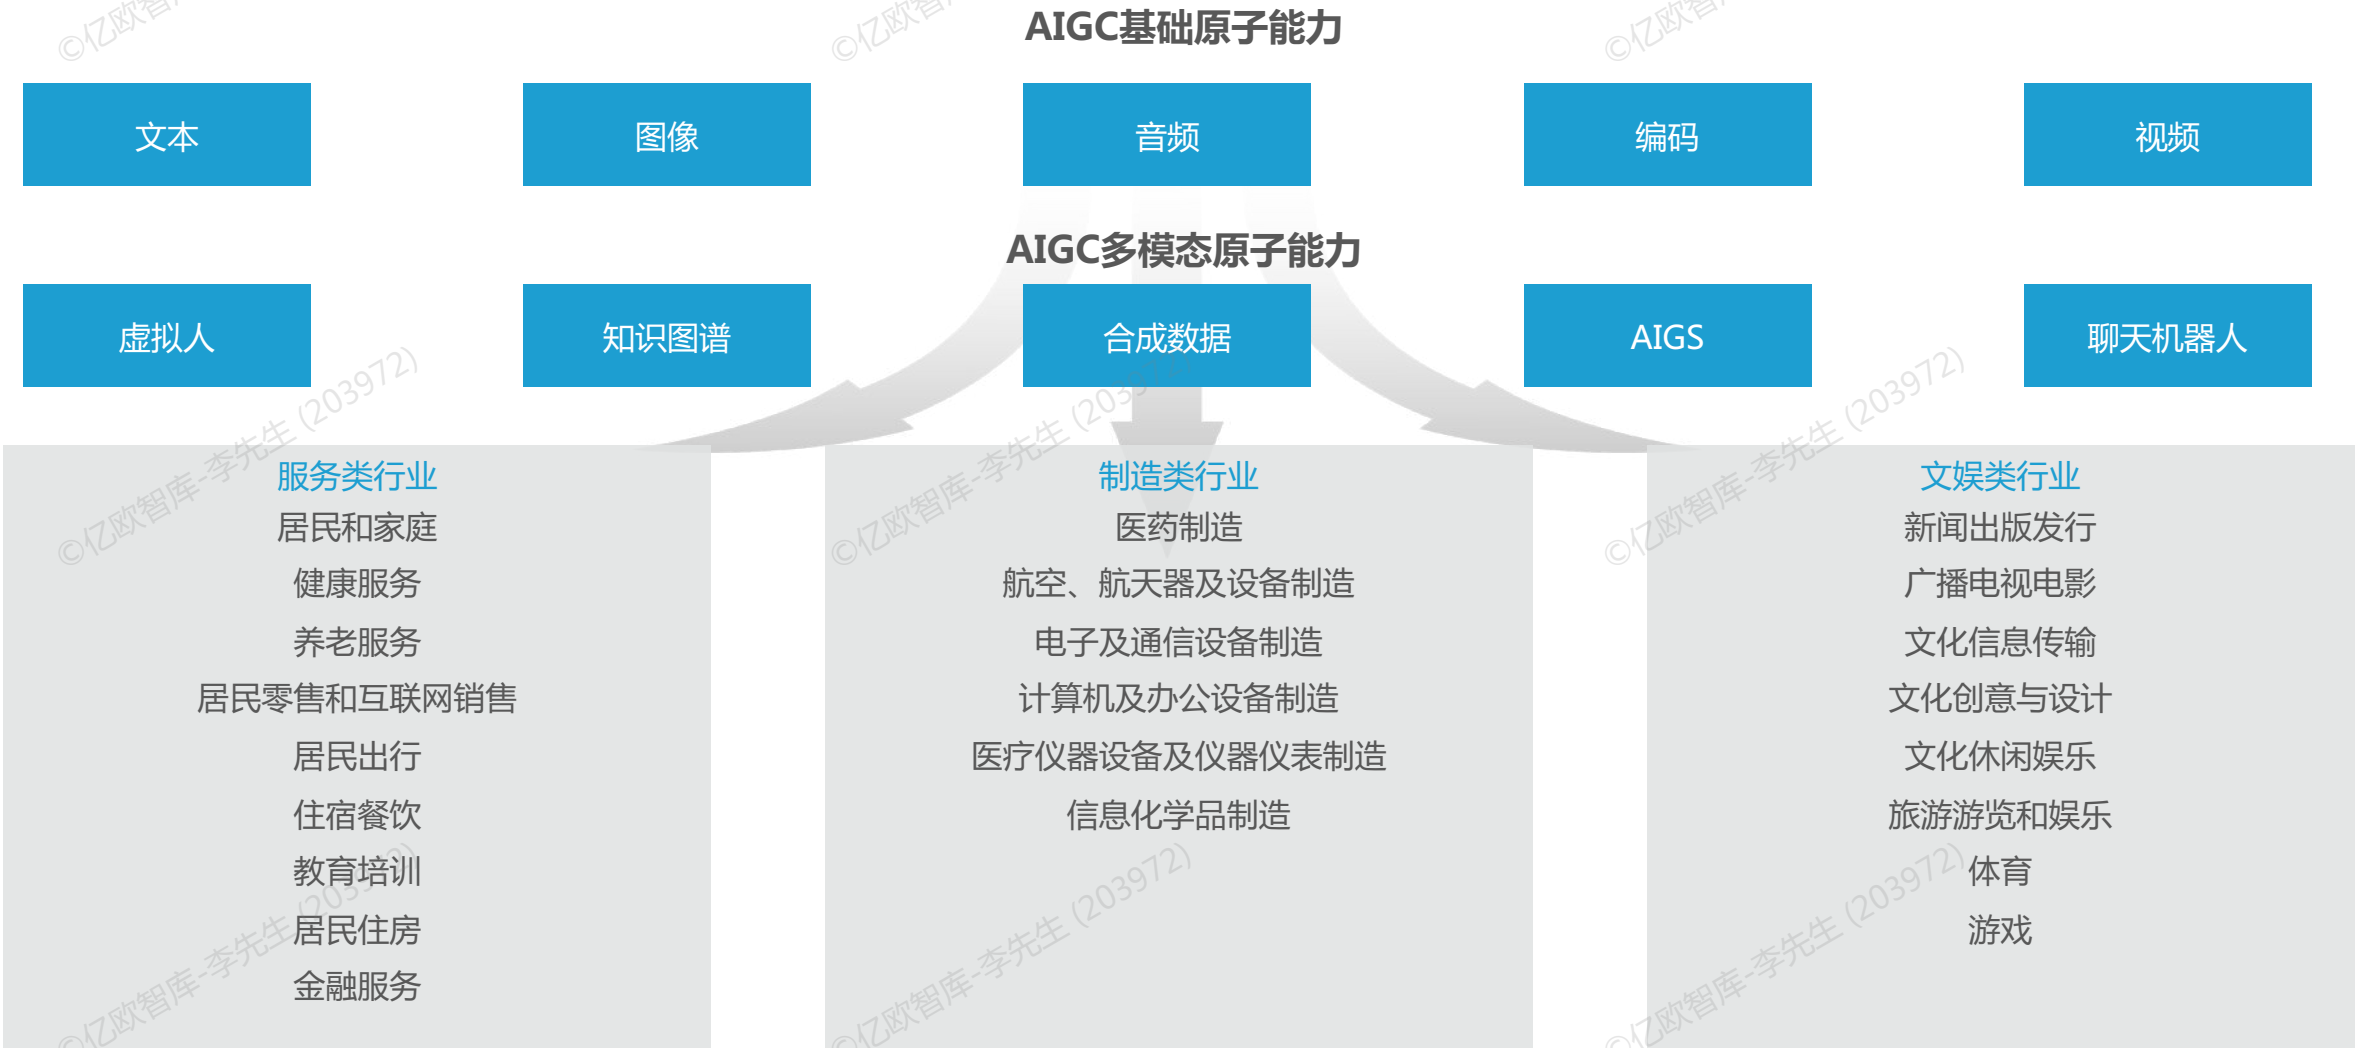 AIGC基础原子能力
文本
图像
音频
编码
视频
AIGC多模态原子能力
虚拟人
知识图谱
合成数据
AIGS
聊天机器人
服务类行业
居民和家庭
健康服务
养老服务
居民零售和互联网销售
居民出行
住宿餐饮
教育培训
居民住房
金融服务
制造类行业
医药制造
航空、航天器及设备制造
电子及通信设备制造
计算机及办公设备制造
医疗仪器设备及仪器仪表制造
信息化学品制造
文娱类行业
新闻出版发行
广播电视电影
文化信息传输
文化创意与设计
文化休闲娱乐
旅游游览和娱乐
体育
游戏
©亿欧智
©亿欧智
©亿欧智
©亿欧智库-李先生 (203972)
©亿欧智库-李先生 (203972)
©亿欧智库-李先生 (203972)
©亿欧智库-李先生 (203972)
©亿欧智库-李先生 (203972)
©亿欧智库-李先生 (203972)